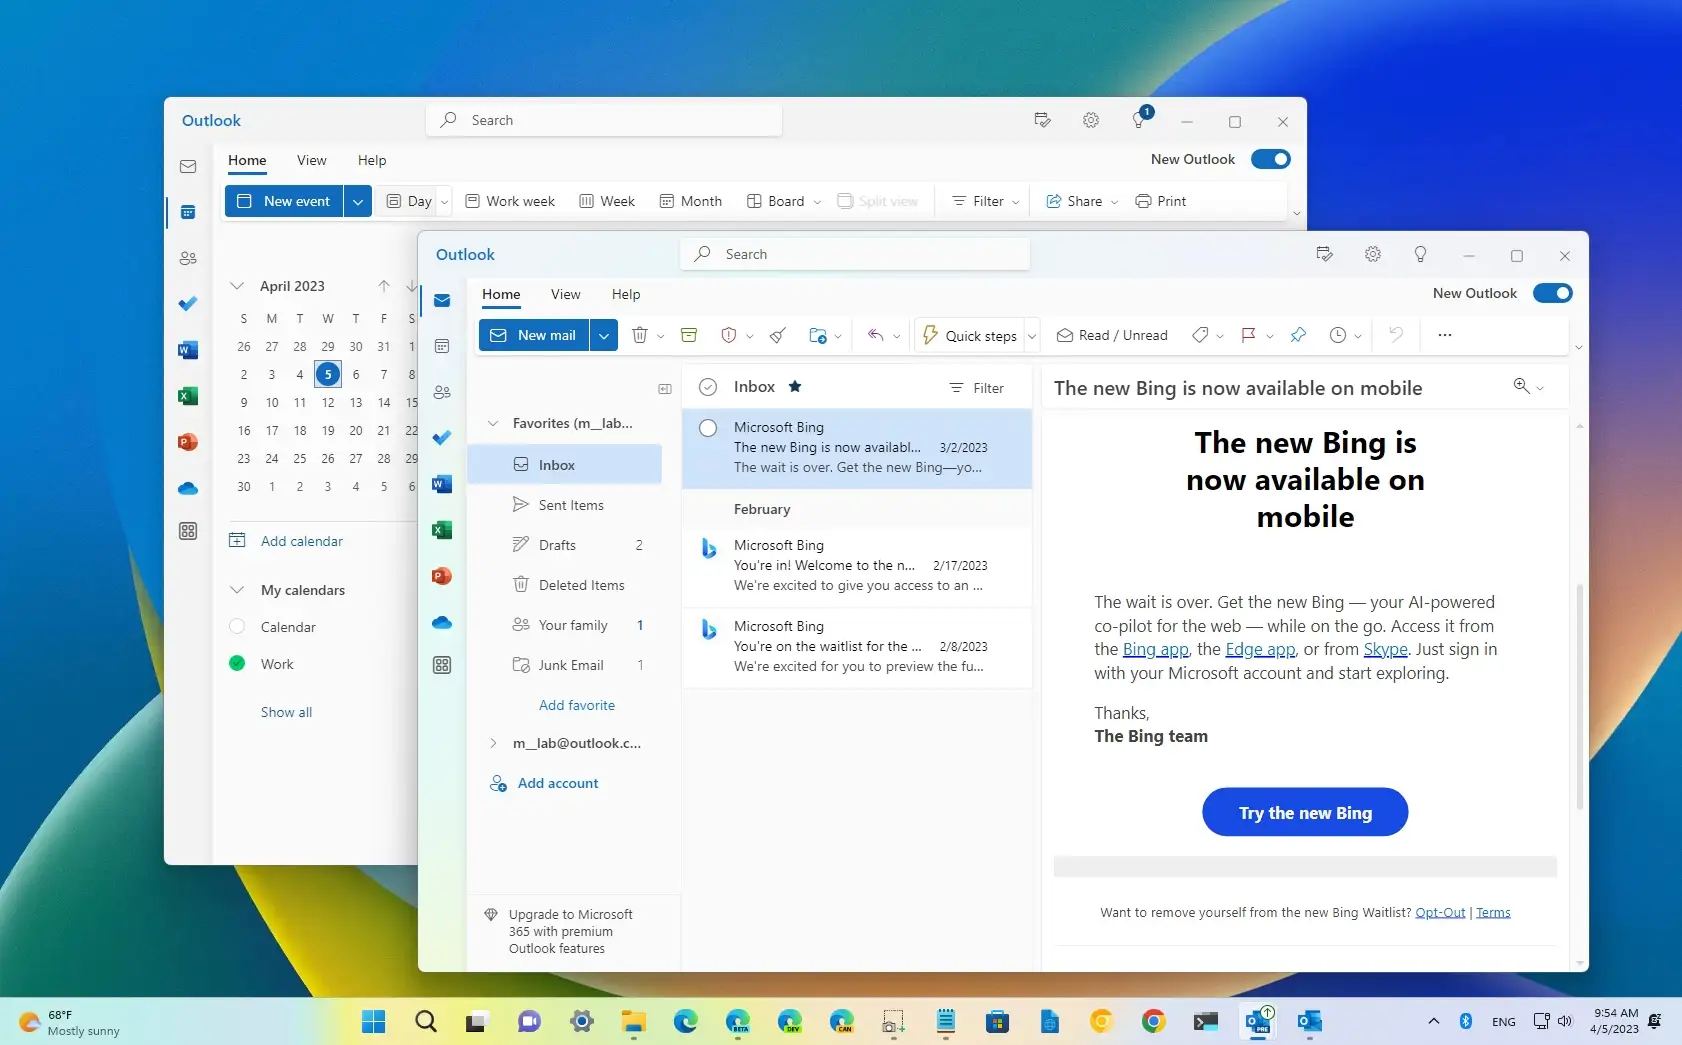 Outlook
Search
1
Home View Help
New Outlook
New event Day Work week Week Month Board Split view Filter Share Print
April 2023
S M T W T F S
26 27 28 29 30 31 1
2 3 4 5 6 7 8
9 10 11 12 13 14 15
16 17 18 19 20 21 22
23 24 25 26 27 28 29
30 1 2 3 4 5 6
Add calendar
My calendars
Calendar
Work
Show all
Outlook
Search
Home View Help
New Outlook
New mail Quick steps Read / Unread
Favorites (m__lab...
Inbox
Sent Items
Drafts 2
Deleted Items
Your family 1
Junk Email 1
Add favorite
m__lab@outlook.c...
Add account
Upgrade to Microsoft
365 with premium
Outlook features
Inbox Filter
Microsoft Bing
The new Bing is now availabl... 3/2/2023
The wait is over. Get the new Bing—yo...
February
Microsoft Bing
You're in! Welcome to the n... 2/17/2023
We're excited to give you access to an ...
Microsoft Bing
You're on the waitlist for the ... 2/8/2023
We're excited for you to preview the fu...
The new Bing is now available on mobile
The new Bing is
now available on
mobile
The wait is over. Get the new Bing — your AI-powered
co-pilot for the web — while on the go. Access it from
the Bing app, the Edge app, or from Skype. Just sign in
with your Microsoft account and start exploring.
Thanks,
The Bing team
Try the new Bing
Want to remove yourself from the new Bing Waitlist? Opt-Out | Terms
68°F
Mostly sunny
BETA
DEV
CAN
PRE
ENG
9:54 AM
4/5/2023